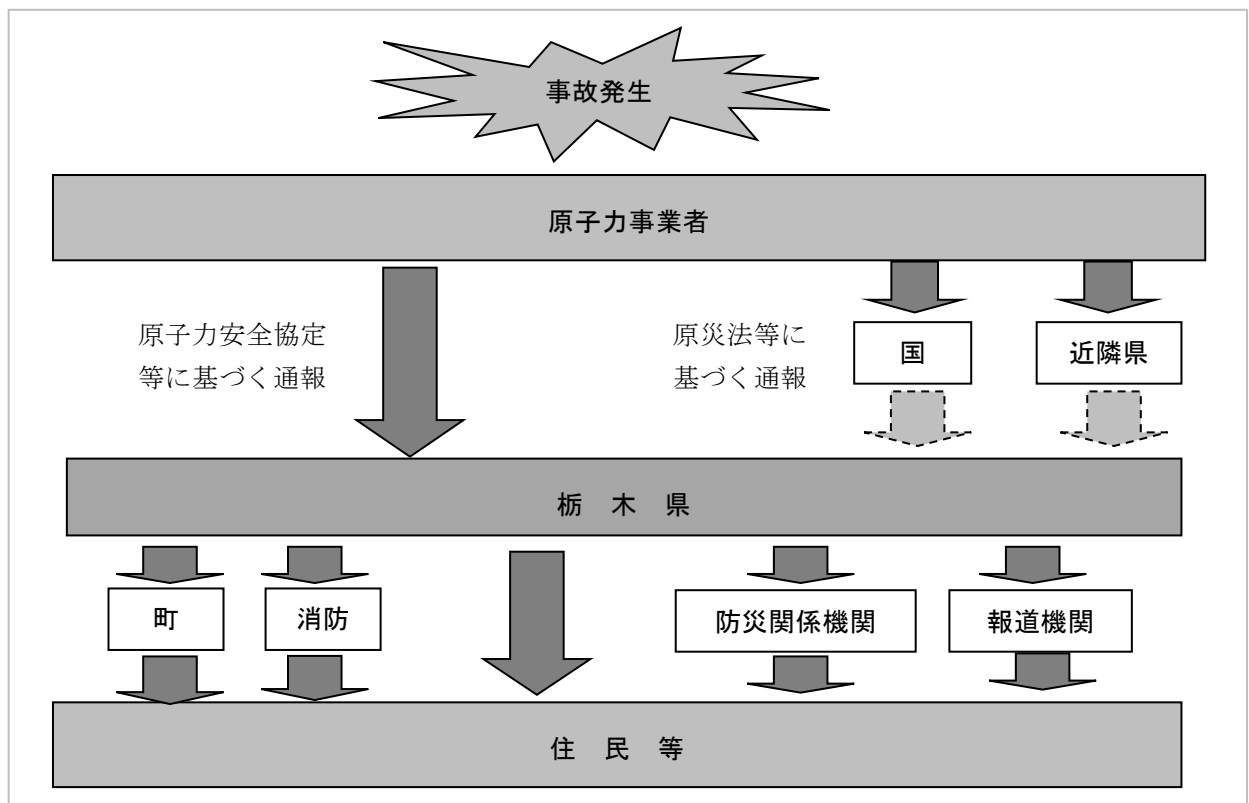 事故発生
原子力事業者
原子力安全協定
等に基づく通報
原災法等に
基づく通報
国
近隣県
栃　木　県
町
消防
防災関係機関
報道機関
住　民　等